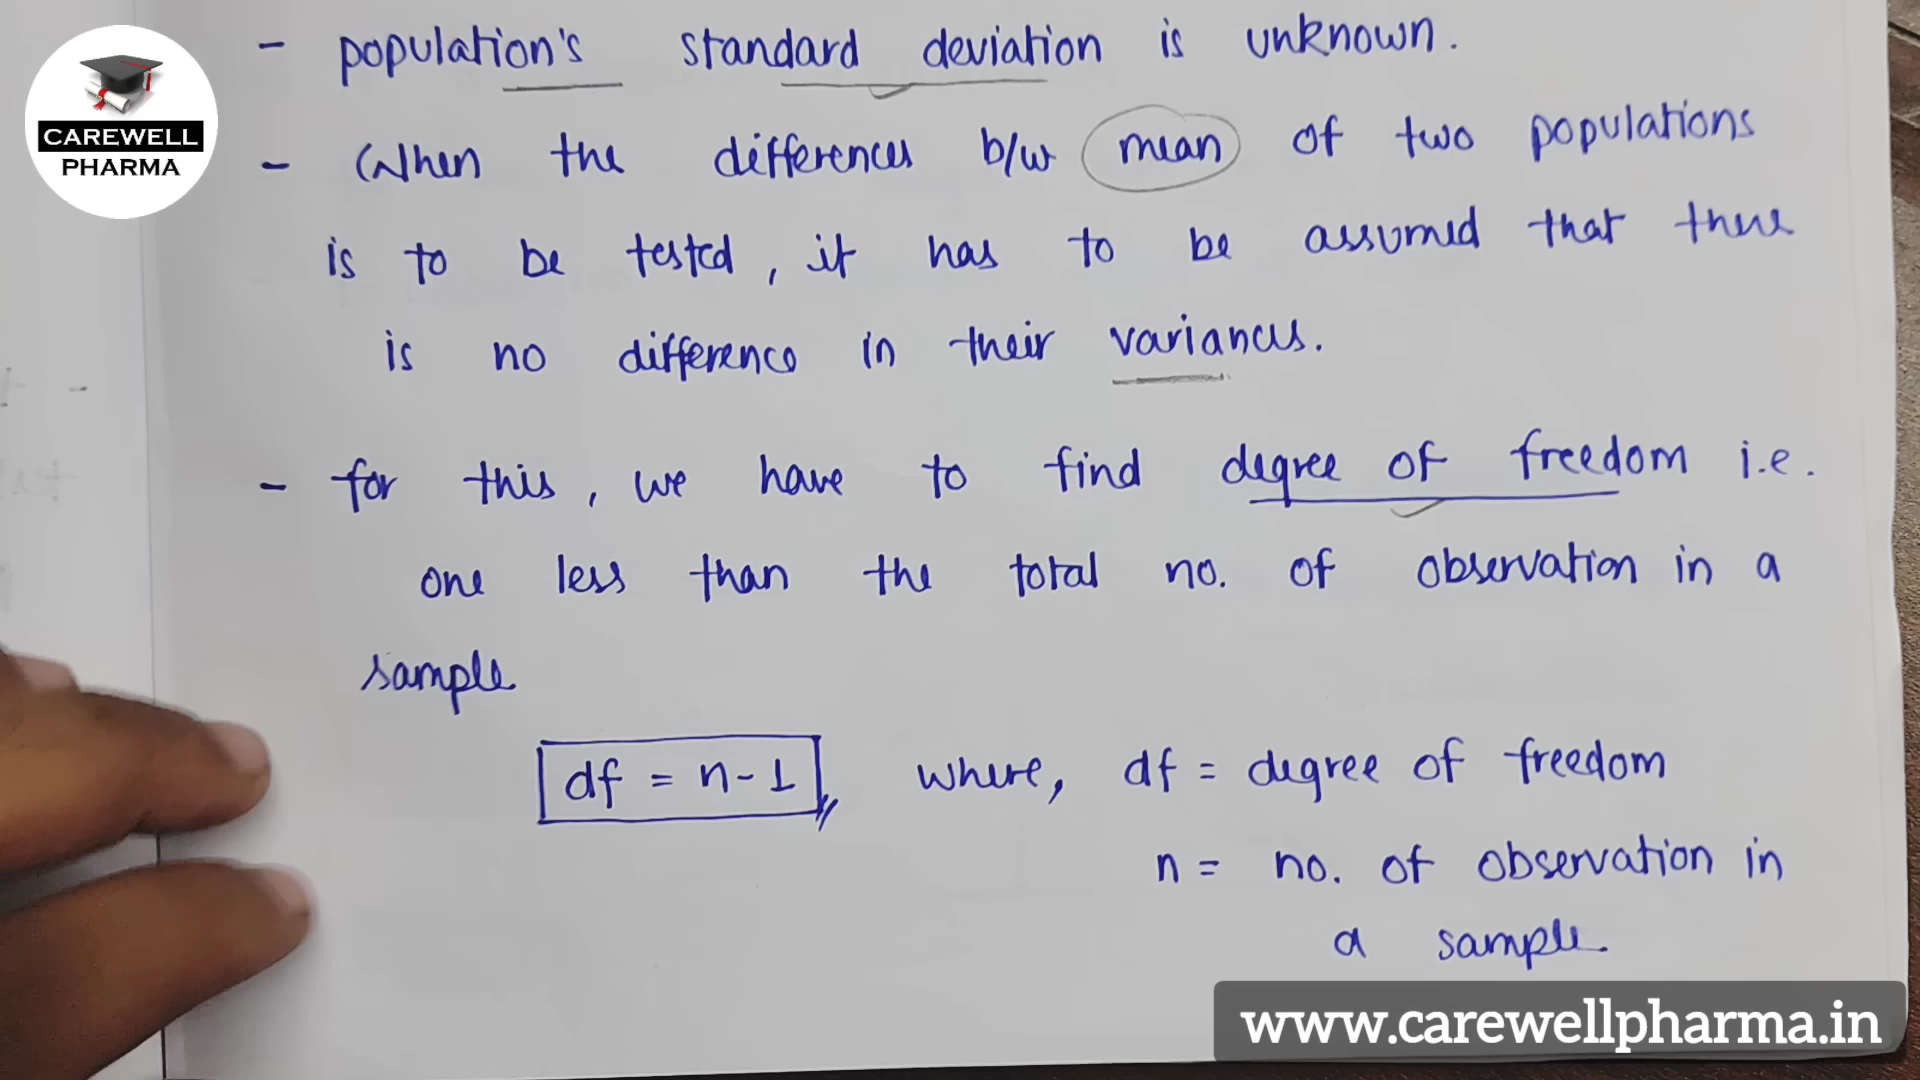 CAREWELL
PHARMA
- population's standard deviation is unknown.
- When the differences b/w mean of two populations
is to be tested, it has to be assumed that there
is no difference in their variances.
- for this, we have to find degree of freedom i.e.
one less than the total no. of observation in a
sample
df = n-1, where, df = degree of freedom
n = no. of observation in
a sample.
www.carewellpharma.in